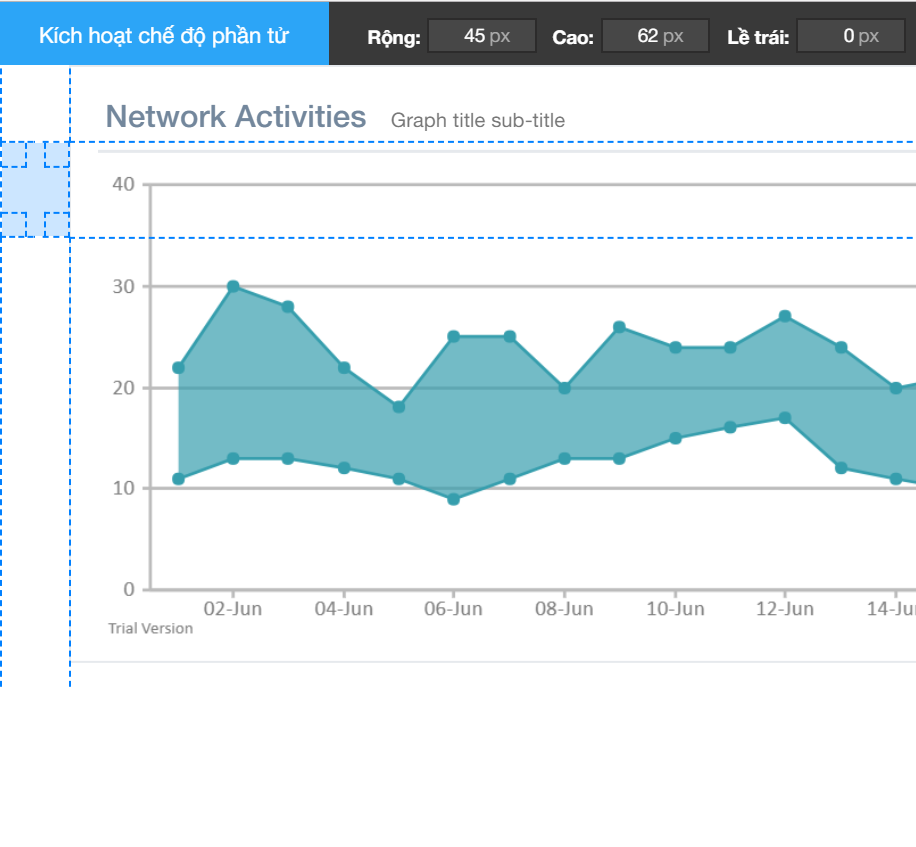 Kích hoạt chế độ phần tử Rộng: 45 px Cao: 62 px Lề trái: 0 px
Network Activities Graph title sub-title
40
30
20
10
0
02-Jun 04-Jun 06-Jun 08-Jun 10-Jun 12-Jun 14-Ju
Trial Version